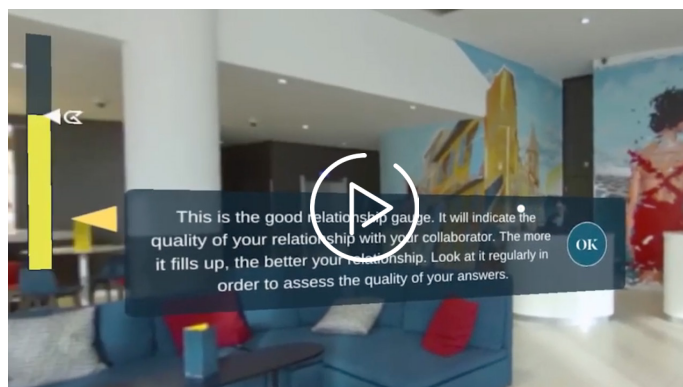 This is the good relationship gauge. It will indicate the
quality of your relationship with your collaborator. The more
it fills up, the better your relationship. Look at it regularly in
order to assess the quality of your answers.
OK